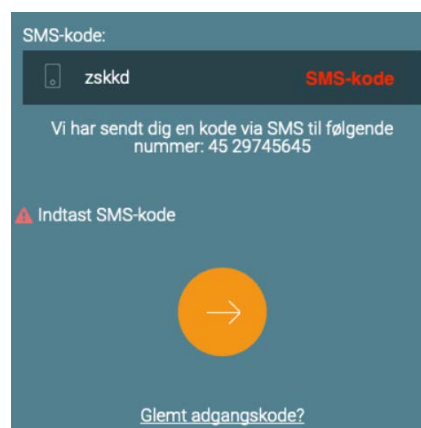 SMS-kode:
zskkd SMS-kode
Vi har sendt dig en kode via SMS til følgende
nummer: 45 29745645
Indtast SMS-kode
Glemt adgangskode?